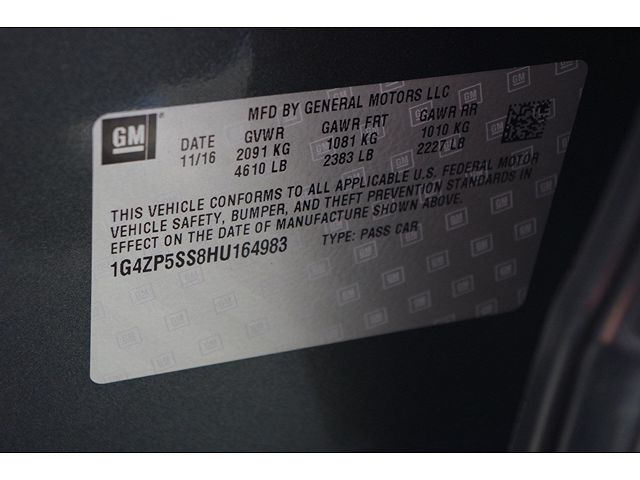 GM
MFD BY GENERAL MOTORS LLC
DATE GVWR GAWR FRT GAWR RR
11/16 2091 KG 1081 KG 1010 KG
4610 LB 2383 LB 2227 LB
THIS VEHICLE CONFORMS TO ALL APPLICABLE U.S. FEDERAL MOTOR
VEHICLE SAFETY, BUMPER, AND THEFT PREVENTION STANDARDS IN
EFFECT ON THE DATE OF MANUFACTURE SHOWN ABOVE.
1G4ZP5SS8HU164983 TYPE: PASS CAR